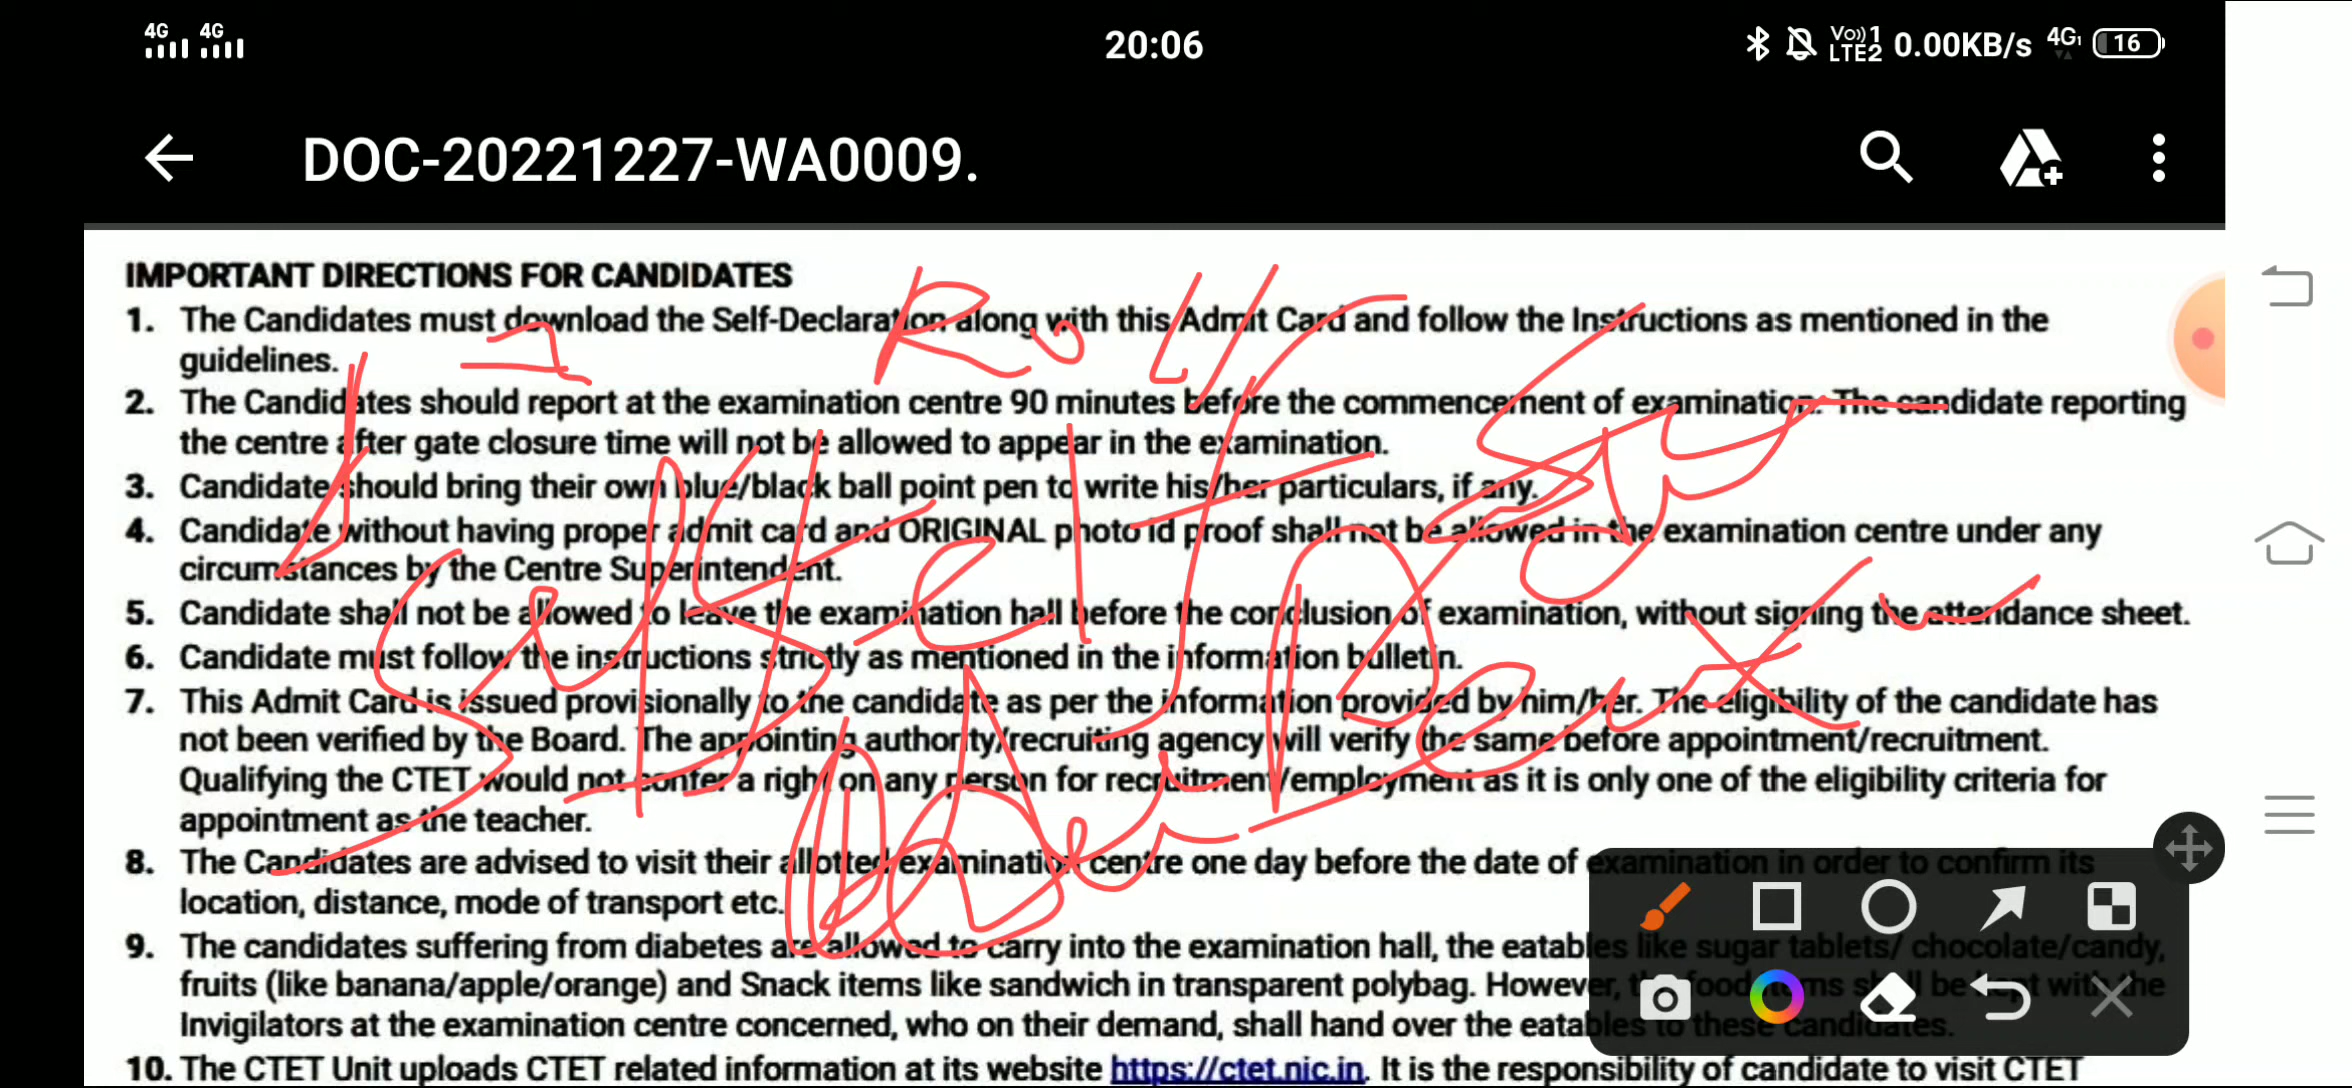 4G 4G 20:06 Vo))1 LTE2 0.00KB/s 4G1 16
DOC-20221227-WA0009.
IMPORTANT DIRECTIONS FOR CANDIDATES
1. The Candidates must download the Self-Declaration along with this Admit Card and follow the Instructions as mentioned in the
guidelines.
2. The Candidates should report at the examination centre 90 minutes before the commencement of examination. The candidate reporting
the centre after gate closure time will not be allowed to appear in the examination.
3. Candidate should bring their own blue/black ball point pen to write his/her particulars, if any.
4. Candidate without having proper admit card and ORIGINAL photo id proof shall not be allowed in the examination centre under any
circumstances by the Centre Superintendent.
5. Candidate shall not be allowed to leave the examination hall before the conclusion of examination, without signing the attendance sheet.
6. Candidate must follow the instructions strictly as mentioned in the information bulletin.
7. This Admit Card is issued provisionally to the candidate as per the information provided by him/her. The eligibility of the candidate has
not been verified by the Board. The appointing authority/recruiting agency will verify the same before appointment/recruitment.
Qualifying the CTET would not confer a right on any person for recruitment/employment as it is only one of the eligibility criteria for
appointment as the teacher.
8. The Candidates are advised to visit their allotted examination centre one day before the date of examination in order to confirm its
location, distance, mode of transport etc.
9. The candidates suffering from diabetes are allowed to carry into the examination hall, the eatables like sugar tablets/ chocolate/candy,
fruits (like banana/apple/orange) and Snack items like sandwich in transparent polybag. However, the food items shall be kept with the
Invigilators at the examination centre concerned, who on their demand, shall hand over the eatables to these candidates.
10. The CTET Unit uploads CTET related information at its website https://ctet.nic.in. It is the responsibility of candidate to visit CTET
Roll